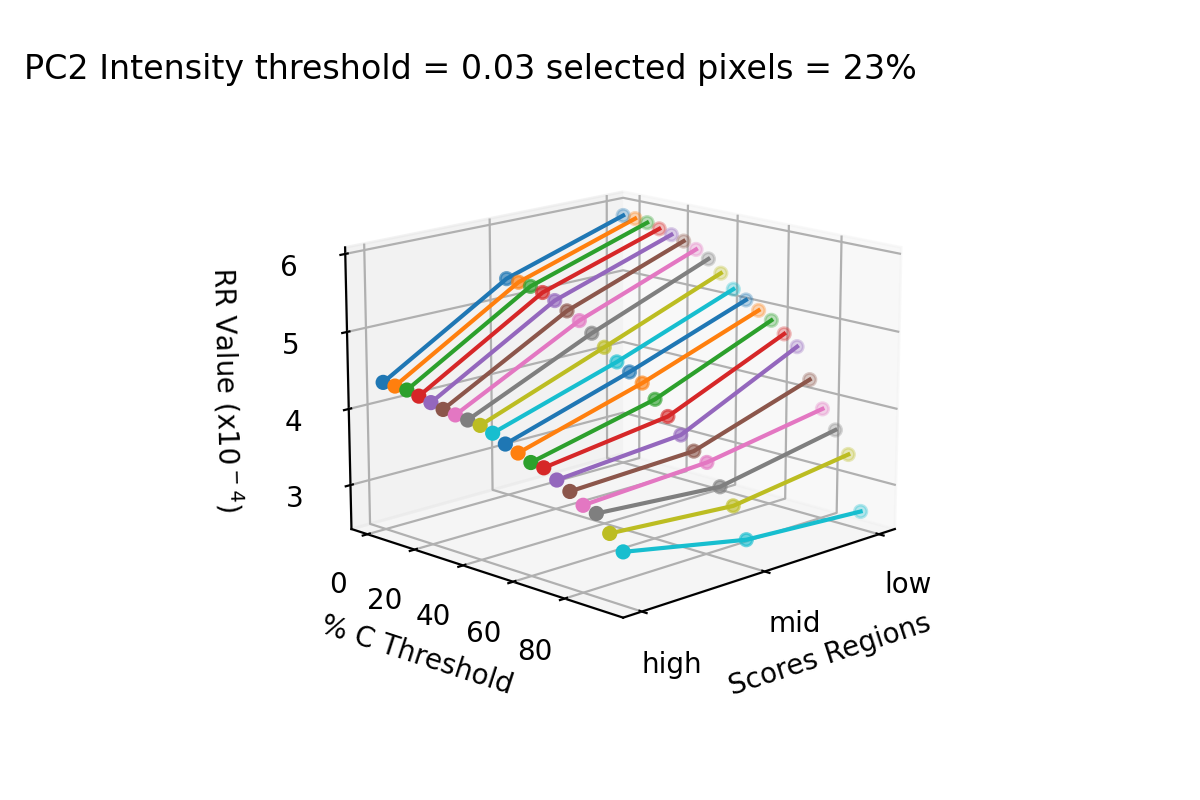 PC2 Intensity threshold = 0.03 selected pixels = 23%
RR Value (x10⁻⁴)
6
5
4
3
0
20
40
60
80
% C Threshold
high
mid
low
Scores Regions